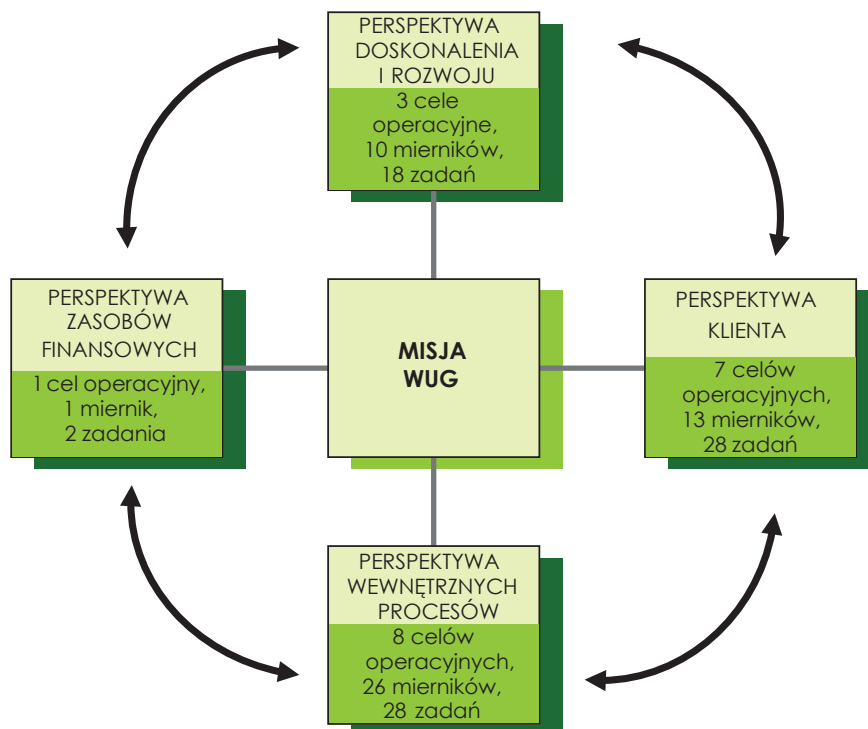 PERSPEKTYWA
DOSKONALENIA
I ROZWOJU
3 cele
operacyjne,
10 mierników,
18 zadań
PERSPEKTYWA
ZASOBÓW
FINANSOWYCH
1 cel operacyjny,
1 miernik,
2 zadania
MISJA
WUG
PERSPEKTYWA
KLIENTA
7 celów
operacyjnych,
13 mierników,
28 zadań
PERSPEKTYWA
WEWNĘTRZNYCH
PROCESÓW
8 celów
operacyjnych,
26 mierników,
28 zadań